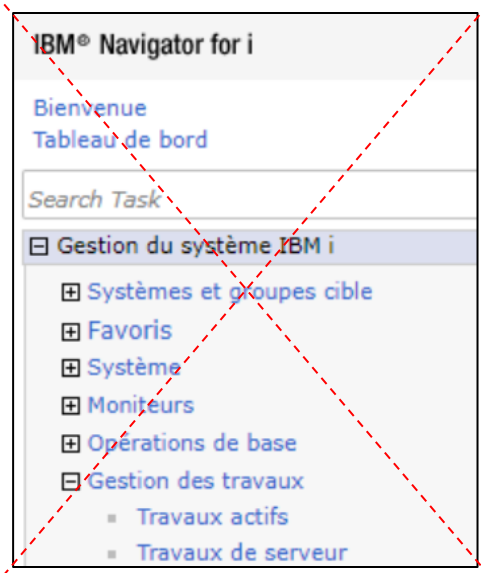 IBM® Navigator for i
Bienvenue
Tableau de bord
Search Task
Gestion du système IBM i
Systèmes et groupes cible
Favoris
Système
Moniteurs
Opérations de base
Gestion des travaux
Travaux actifs
Travaux de serveur